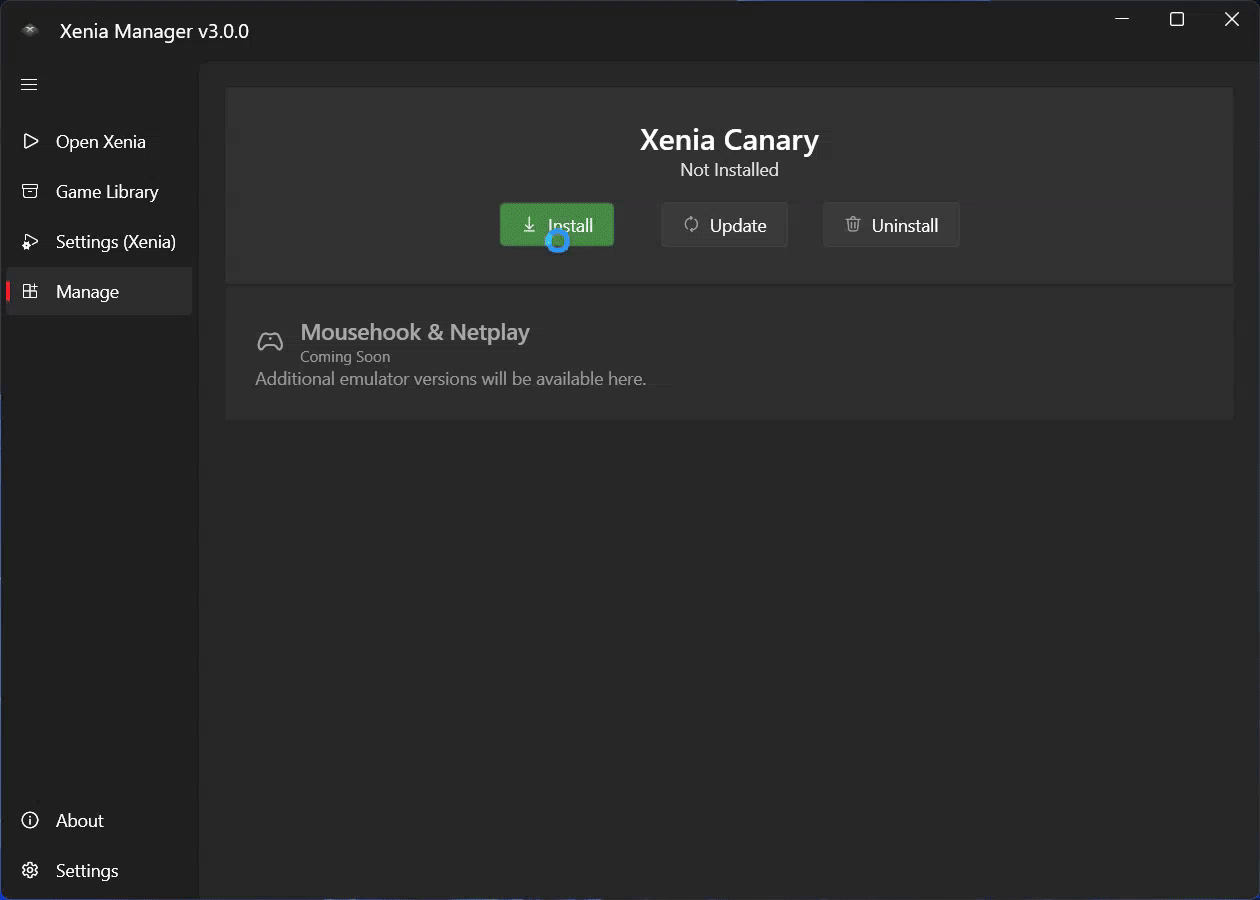 Xenia Manager v3.0.0
Open Xenia
Game Library
Settings (Xenia)
Manage
Xenia Canary
Not Installed
Install
Update
Uninstall
Mousehook & Netplay
Coming Soon
Additional emulator versions will be available here.
About
Settings